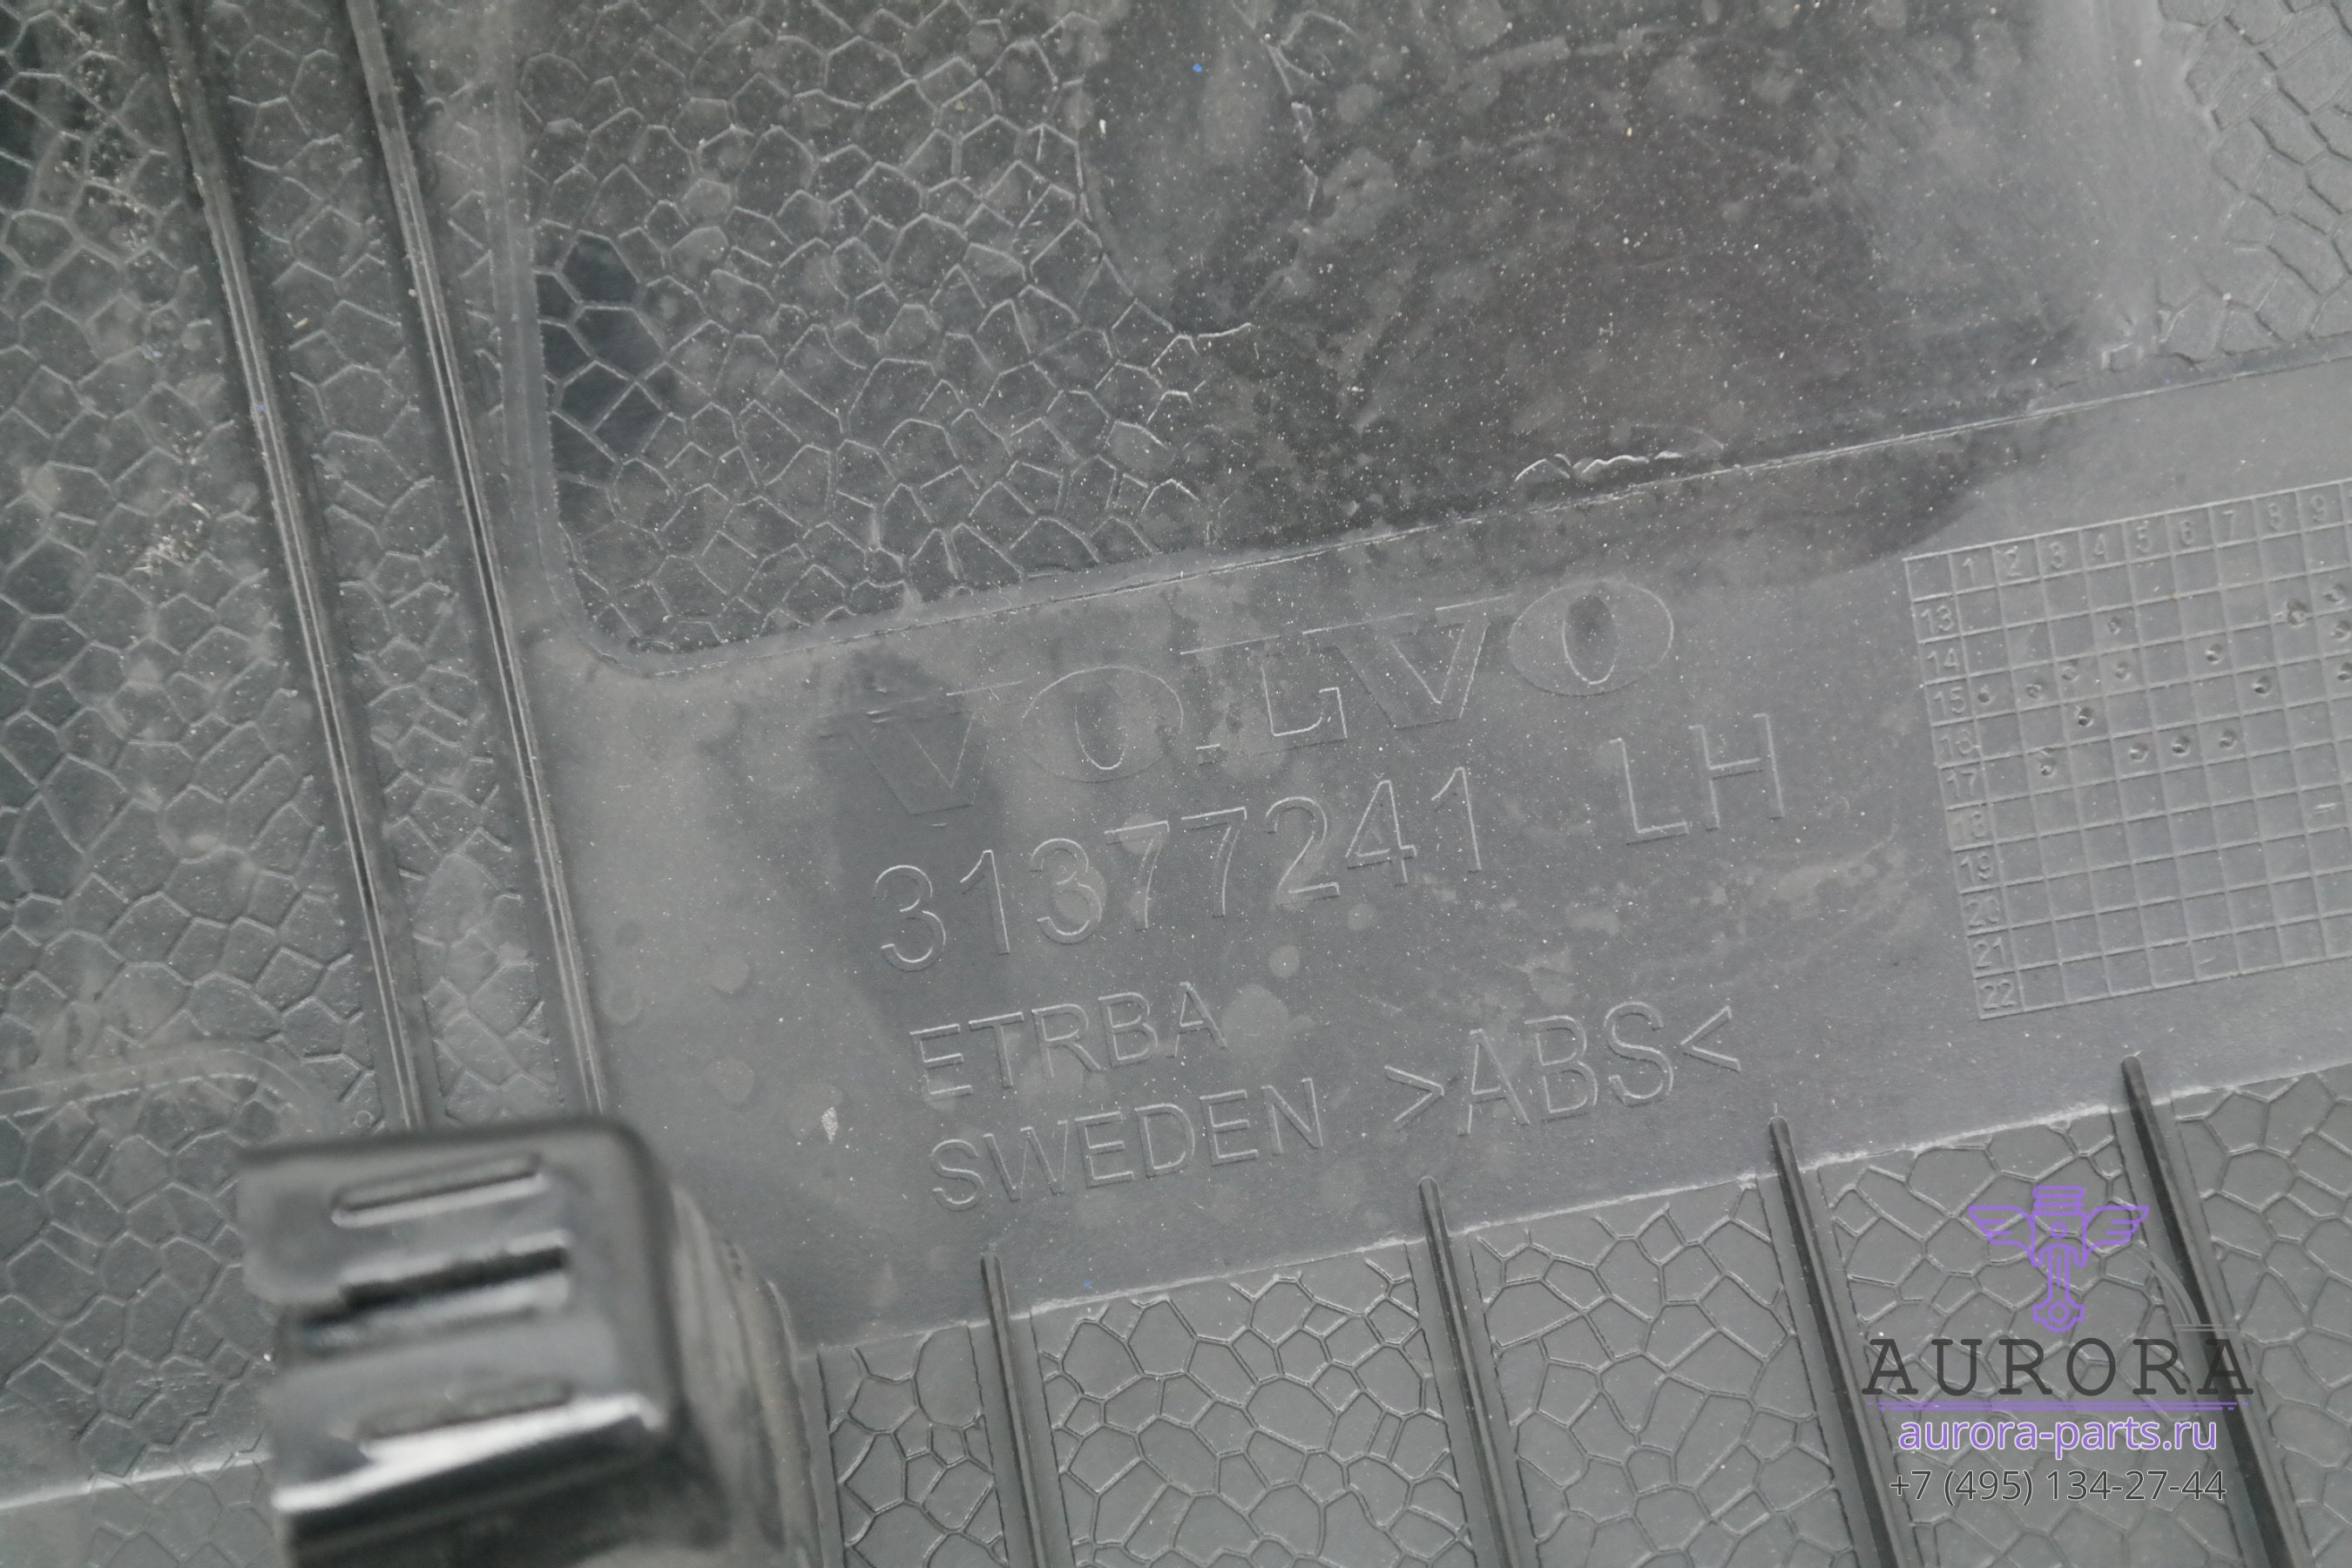 VOLVO
31377241 LH
ETRBA
SWEDEN >ABS<
1 2 3 4 5 6 7 8 9
13
14
15
16
17
18
19
20
21
22
AURORA
aurora-parts.ru
+7 (495) 134-27-44